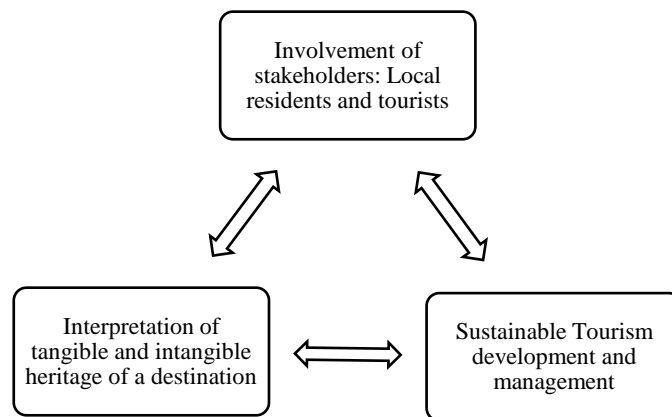 Involvement of
stakeholders: Local
residents and tourists
Interpretation of
tangible and intangible
heritage of a destination
Sustainable Tourism
development and
management